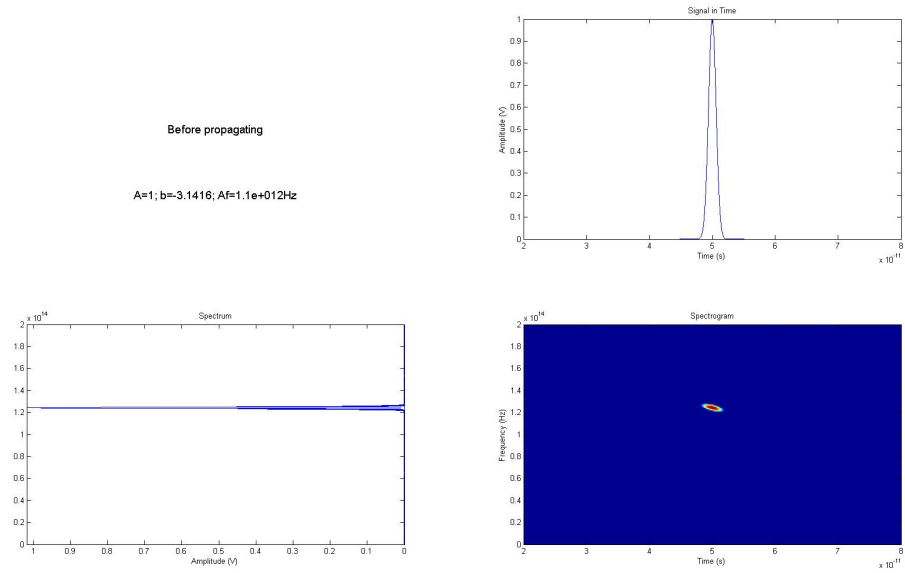 Before propagating
A=1; b=-3.1416; Af=1.1e+012Hz
Signal in Time
1
0.9
0.8
0.7
0.6
0.5
0.4
0.3
0.2
0.1
0
Amplitude (V)
2 3 4 5 6 7 8
Time (s)
x 10^-11
Spectrum
x 10^14
2
1.8
1.6
1.4
1.2
1
0.8
0.6
0.4
0.2
0
1 0.9 0.8 0.7 0.6 0.5 0.4 0.3 0.2 0.1 0
Amplitude (V)
Spectrogram
x 10^14
2
1.8
1.6
1.4
1.2
1
0.8
0.6
0.4
0.2
0
Frequency (Hz)
2 3 4 5 6 7 8
Time (s)
x 10^-11